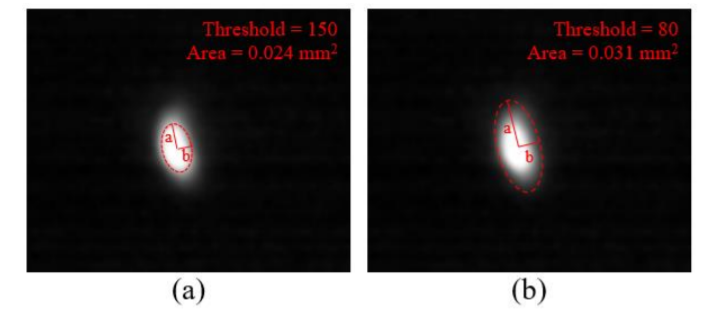 Threshold = 150
Area = 0.024 mm²
a
b
(a)
Threshold = 80
Area = 0.031 mm²
a
b
(b)